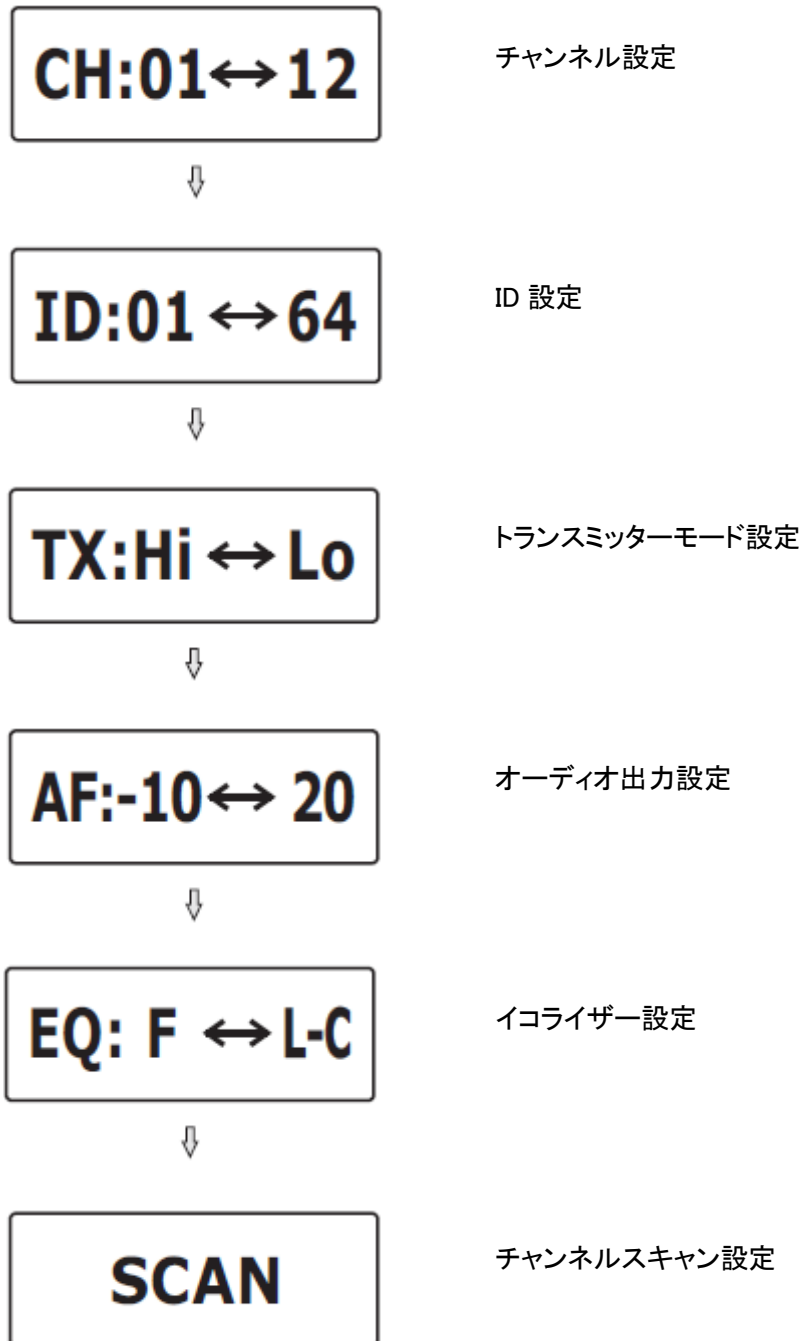 CH:01↔12
チャンネル設定
⇩
ID:01↔64
ID 設定
⇩
TX:Hi↔Lo
トランスミッターモード設定
⇩
AF:-10↔20
オーディオ出力設定
⇩
EQ: F ↔L-C
イコライザー設定
⇩
SCAN
チャンネルスキャン設定